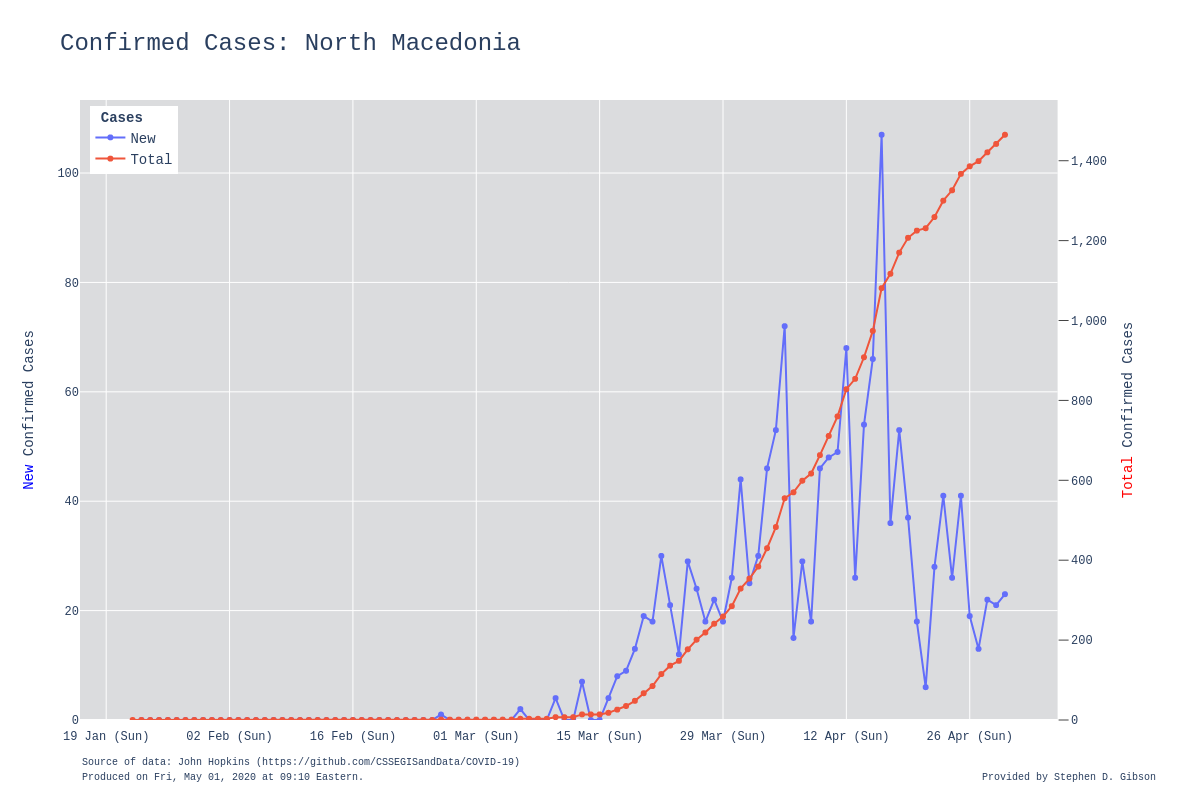 Confirmed Cases: North Macedonia
Cases
New
Total
100
80
60
40
20
0
New Confirmed Cases
1,400
1,200
1,000
800
600
400
200
0
Total Confirmed Cases
19 Jan (Sun)
02 Feb (Sun)
16 Feb (Sun)
01 Mar (Sun)
15 Mar (Sun)
29 Mar (Sun)
12 Apr (Sun)
26 Apr (Sun)
Source of data: John Hopkins (https://github.com/CSSEGISandData/COVID-19)
Produced on Fri, May 01, 2020 at 09:10 Eastern.
Provided by Stephen D. Gibson